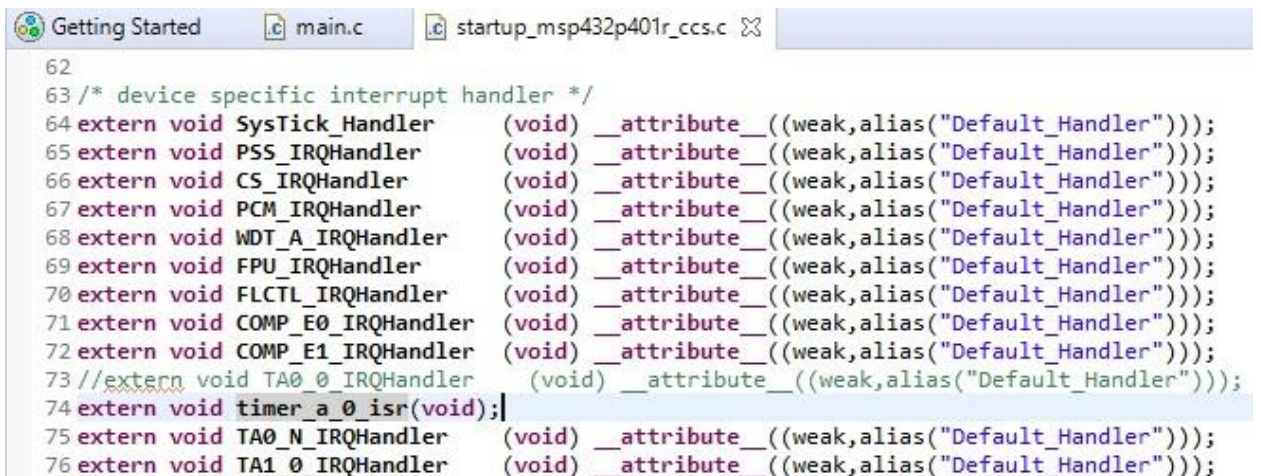 Getting Started main.c startup_msp432p401r_ccs.c
62
63 /* device specific interrupt handler */
64 extern void SysTick_Handler (void) __attribute__((weak,alias("Default_Handler")));
65 extern void PSS_IRQHandler (void) __attribute__((weak,alias("Default_Handler")));
66 extern void CS_IRQHandler (void) __attribute__((weak,alias("Default_Handler")));
67 extern void PCM_IRQHandler (void) __attribute__((weak,alias("Default_Handler")));
68 extern void WDT_A_IRQHandler (void) __attribute__((weak,alias("Default_Handler")));
69 extern void FPU_IRQHandler (void) __attribute__((weak,alias("Default_Handler")));
70 extern void FLCTL_IRQHandler (void) __attribute__((weak,alias("Default_Handler")));
71 extern void COMP_E0_IRQHandler (void) __attribute__((weak,alias("Default_Handler")));
72 extern void COMP_E1_IRQHandler (void) __attribute__((weak,alias("Default_Handler")));
73 //extern void TA0_0_IRQHandler (void) __attribute__((weak,alias("Default_Handler")));
74 extern void timer_a_0_isr(void);
75 extern void TA0_N_IRQHandler (void) __attribute__((weak,alias("Default_Handler")));
76 extern void TA1_0_IRQHandler (void) __attribute__((weak,alias("Default_Handler")));